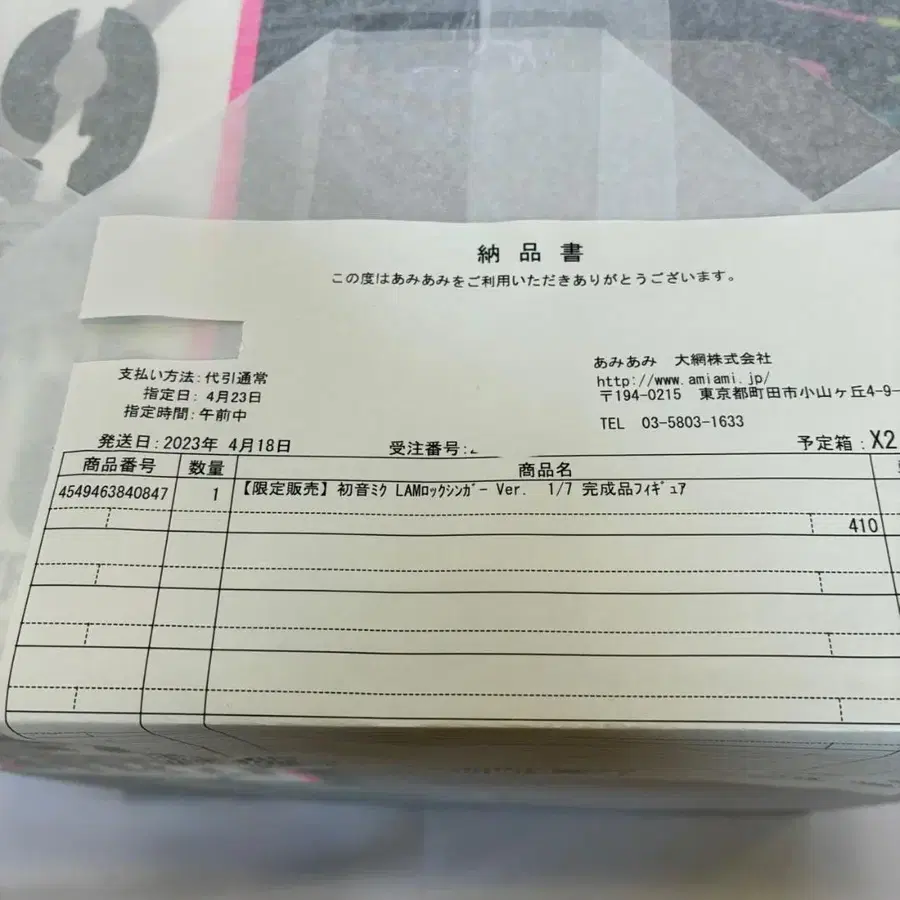 納品書
この度はあみあみをご利用いただきありがとうございます。
支払い方法:代引通常
指定日: 4月23日
指定時間:午前中
あみあみ 大網株式会社
http://www.amiami.jp/
〒194-0215 東京都町田市小山ヶ丘4-9-
TEL 03-5803-1633
発送日:2023年 4月18日
受注番号:
予定箱:X2
商品番号 数量 商品名
4549463840847 1 【限定販売】初音ミク LAMロックシンガー Ver. 1/7 完成品フィギュア
410